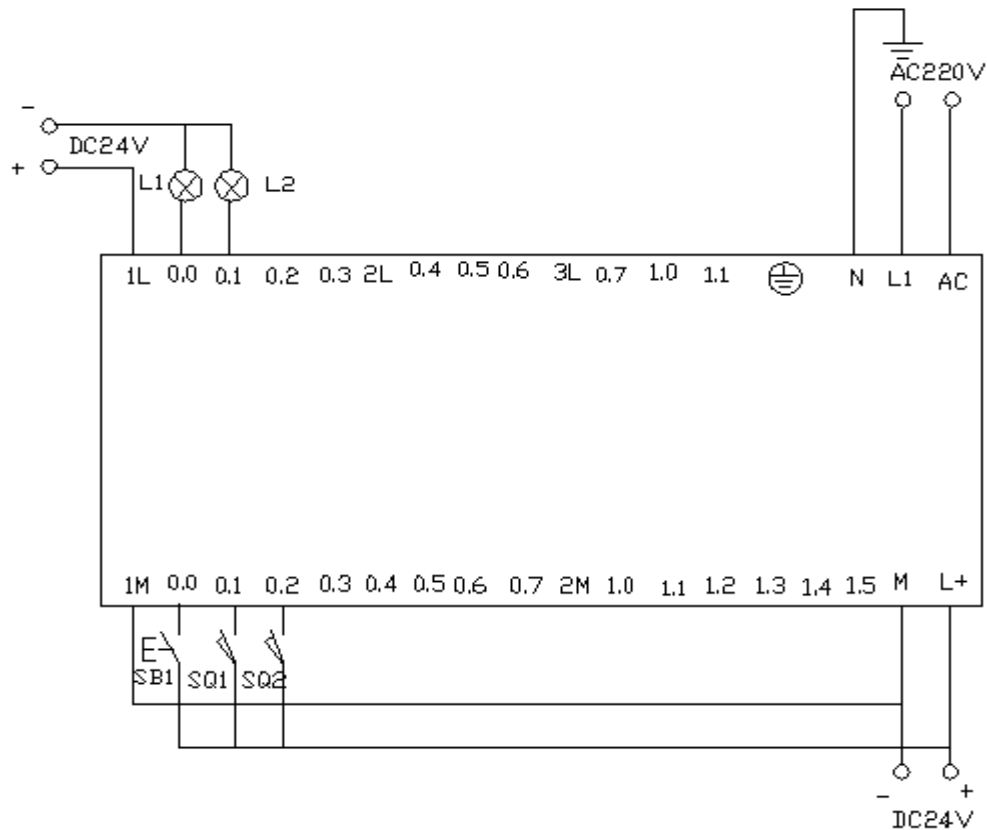 AC220V
-
DC24V
+
L1 L2
1L 0.0 0.1 0.2 0.3 2L 0.4 0.5 0.6 3L 0.7 1.0 1.1 N L1 AC
1M 0.0 0.1 0.2 0.3 0.4 0.5 0.6 0.7 2M 1.0 1.1 1.2 1.3 1.4 1.5 M L+
SB1 SQ1 SQ2
- +
DC24V